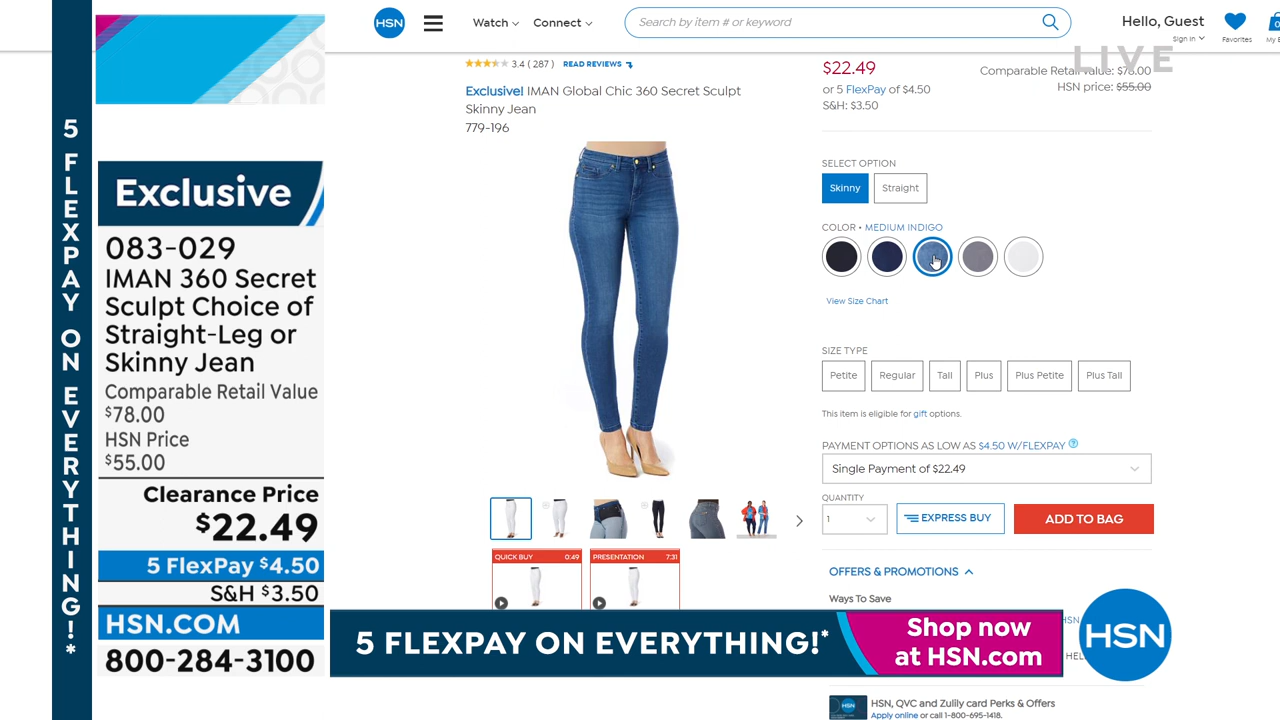 5 FLEXPAY ON EVERYTHING!*
Exclusive
083-029
IMAN 360 Secret
Sculpt Choice of
Straight-Leg or
Skinny Jean
Comparable Retail Value
$78.00
HSN Price
$55.00
Clearance Price
$22.49
5 FlexPay $4.50
S&H $3.50
HSN.COM
800-284-3100
HSN
Watch
Connect
Search by item # or keyword
Hello, Guest
Sign In
Favorites
LIVE
3.4 ( 287 ) READ REVIEWS
Exclusive! IMAN Global Chic 360 Secret Sculpt
Skinny Jean
779-196
QUICK BUY 0:49
PRESENTATION 7:31
$22.49
or 5 FlexPay of $4.50
S&H: $3.50
Comparable Retail Value: $78.00
HSN price: $55.00
SELECT OPTION
Skinny
Straight
COLOR • MEDIUM INDIGO
View Size Chart
SIZE TYPE
Petite
Regular
Tall
Plus
Plus Petite
Plus Tall
This item is eligible for gift options.
PAYMENT OPTIONS AS LOW AS $4.50 W/FLEXPAY ?
Single Payment of $22.49
QUANTITY
1
EXPRESS BUY
ADD TO BAG
OFFERS & PROMOTIONS
Ways To Save
5 FLEXPAY ON EVERYTHING!*
Shop now
at HSN.com
HSN
HSN
HSN, QVC and Zulily card Perks & Offers
Apply online or call 1-800-695-1418.